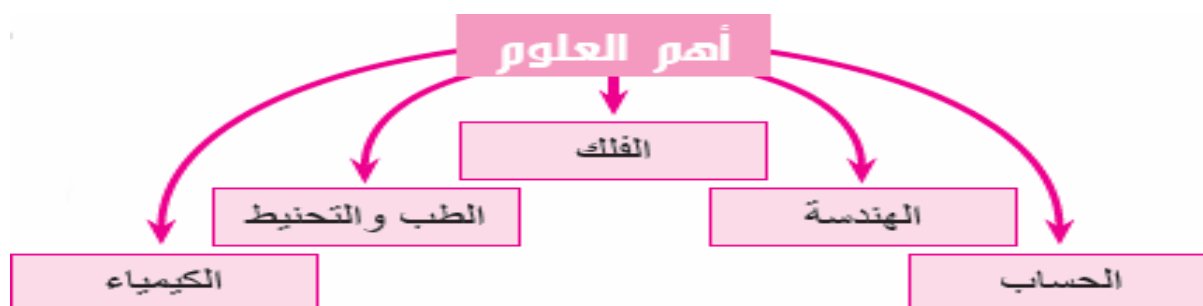 أهم العلوم
الفلك
الهندسة
الطب والتحنيط
الحساب
الكيمياء